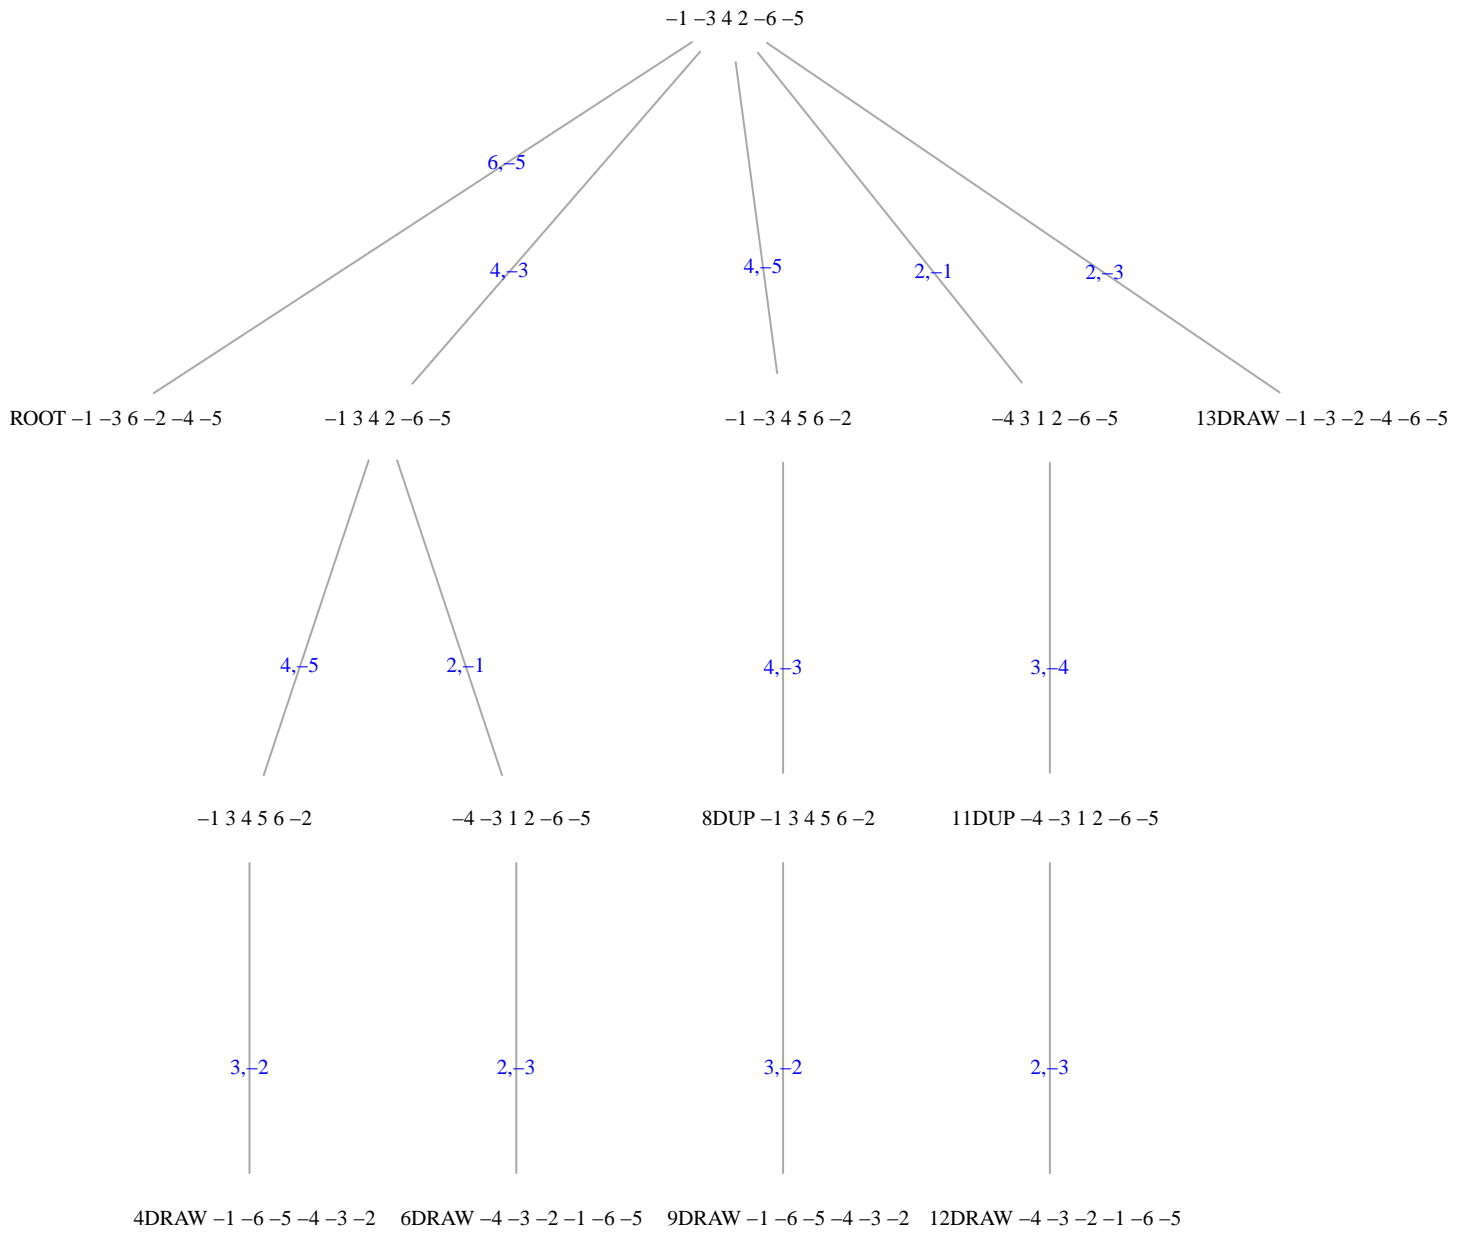 –1 –3 4 2 –6 –5
6,–5
4,–3
4,–5
2,–1
2,–3
ROOT –1 –3 6 –2 –4 –5
–1 3 4 2 –6 –5
–1 –3 4 5 6 –2
–4 3 1 2 –6 –5
13DRAW –1 –3 –2 –4 –6 –5
4,–5
2,–1
4,–3
3,–4
–1 3 4 5 6 –2
–4 –3 1 2 –6 –5
8DUP –1 3 4 5 6 –2
11DUP –4 –3 1 2 –6 –5
3,–2
2,–3
3,–2
2,–3
4DRAW –1 –6 –5 –4 –3 –2
6DRAW –4 –3 –2 –1 –6 –5
9DRAW –1 –6 –5 –4 –3 –2
12DRAW –4 –3 –2 –1 –6 –5